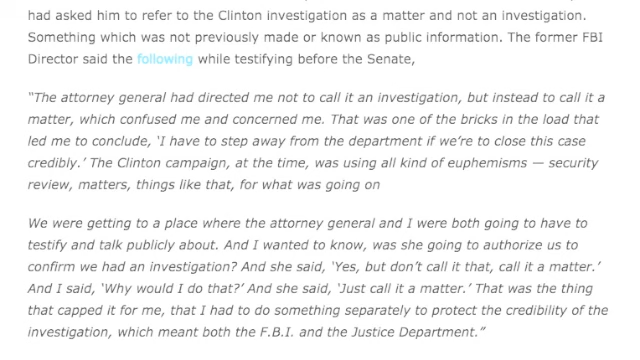 had asked him to refer to the Clinton investigation as a matter and not an investigation.
Something which was not previously made or known as public information. The former FBI
Director said the following while testifying before the Senate,
"The attorney general had directed me not to call it an investigation, but instead to call it a
matter, which confused me and concerned me. That was one of the bricks in the load that
led me to conclude, ‘I have to step away from the department if we’re to close this case
credibly.’ The Clinton campaign, at the time, was using all kind of euphemisms — security
review, matters, things like that, for what was going on
We were getting to a place where the attorney general and I were both going to have to
testify and talk publicly about. And I wanted to know, was she going to authorize us to
confirm we had an investigation? And she said, ‘Yes, but don’t call it that, call it a matter.’
And I said, ‘Why would I do that?’ And she said, ‘Just call it a matter.’ That was the thing
that capped it for me, that I had to do something separately to protect the credibility of the
investigation, which meant both the F.B.I. and the Justice Department.”